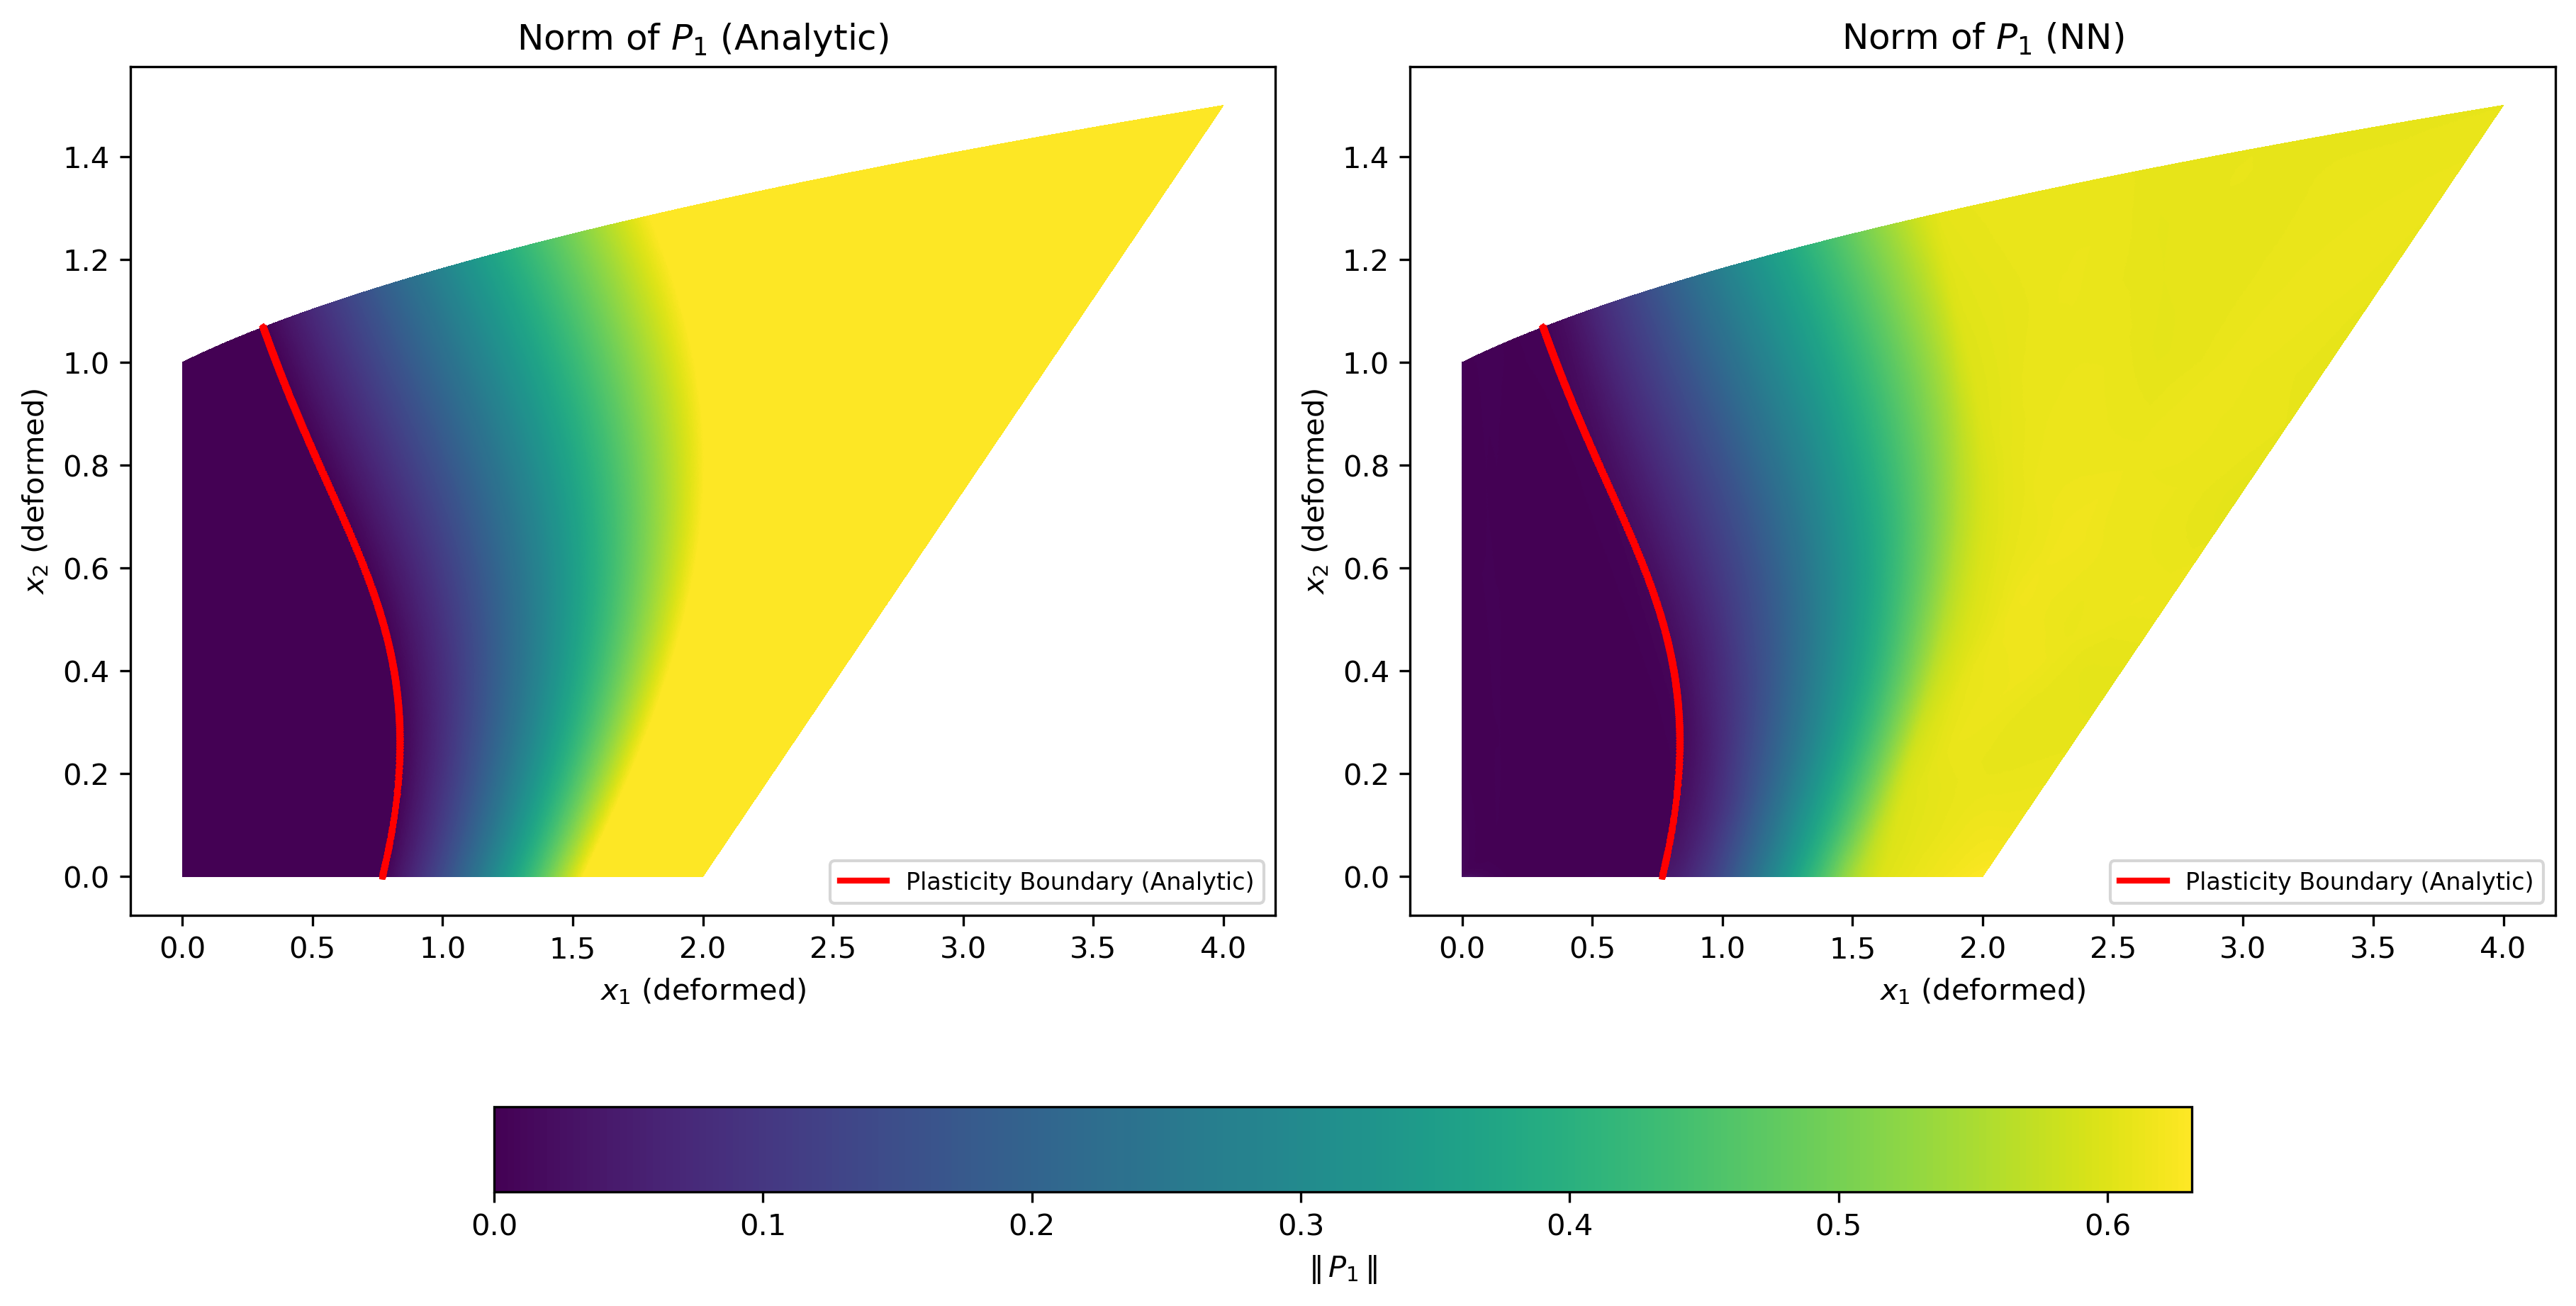 Norm of P₁ (Analytic)
Norm of P₁ (NN)
x₂ (deformed)
1.4
1.2
1.0
0.8
0.6
0.4
0.2
0.0
Plasticity Boundary (Analytic)
0.0 0.5 1.0 1.5 2.0 2.5 3.0 3.5 4.0
x₁ (deformed)
x₂ (deformed)
1.4
1.2
1.0
0.8
0.6
0.4
0.2
0.0
Plasticity Boundary (Analytic)
0.0 0.5 1.0 1.5 2.0 2.5 3.0 3.5 4.0
x₁ (deformed)
0.0 0.1 0.2 0.3 0.4 0.5 0.6
‖P₁‖